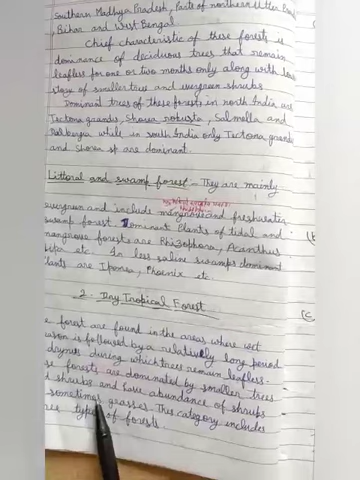 Southern Madhya Pradesh, Parts of northern Utter
, Bihar and West Bengal
Chief characteristic of these forests is
dominance of deciduous trees that remain
leafless for one or two months only along with
story of smaller trees and evergreen shrubs
Dominant trees of these forests in north India are
Tectona grandis, Shorea robusta, Salmella and
Dalbergia while in south India only Tectona grandis
and shorea sp are dominant.
Littoral and swamp forest - They are mainly
evergreen and include mangrove and freshwater
swamp forest. Dominant Plants of tidal and
mangrove forests are Rhizophora, Acanthus
etc. In less saline swamps dominant
plants are Ipomea, Phoenix etc.
2. Dry Tropical Forest
e forest are found in the areas where wet
season is followed by a relatively long period
dryness during which trees remain leafless.
se forests are dominated by smaller trees
d shrubs and have abundance of shrubs
sometimes grasses. This category includes
ree types of forests